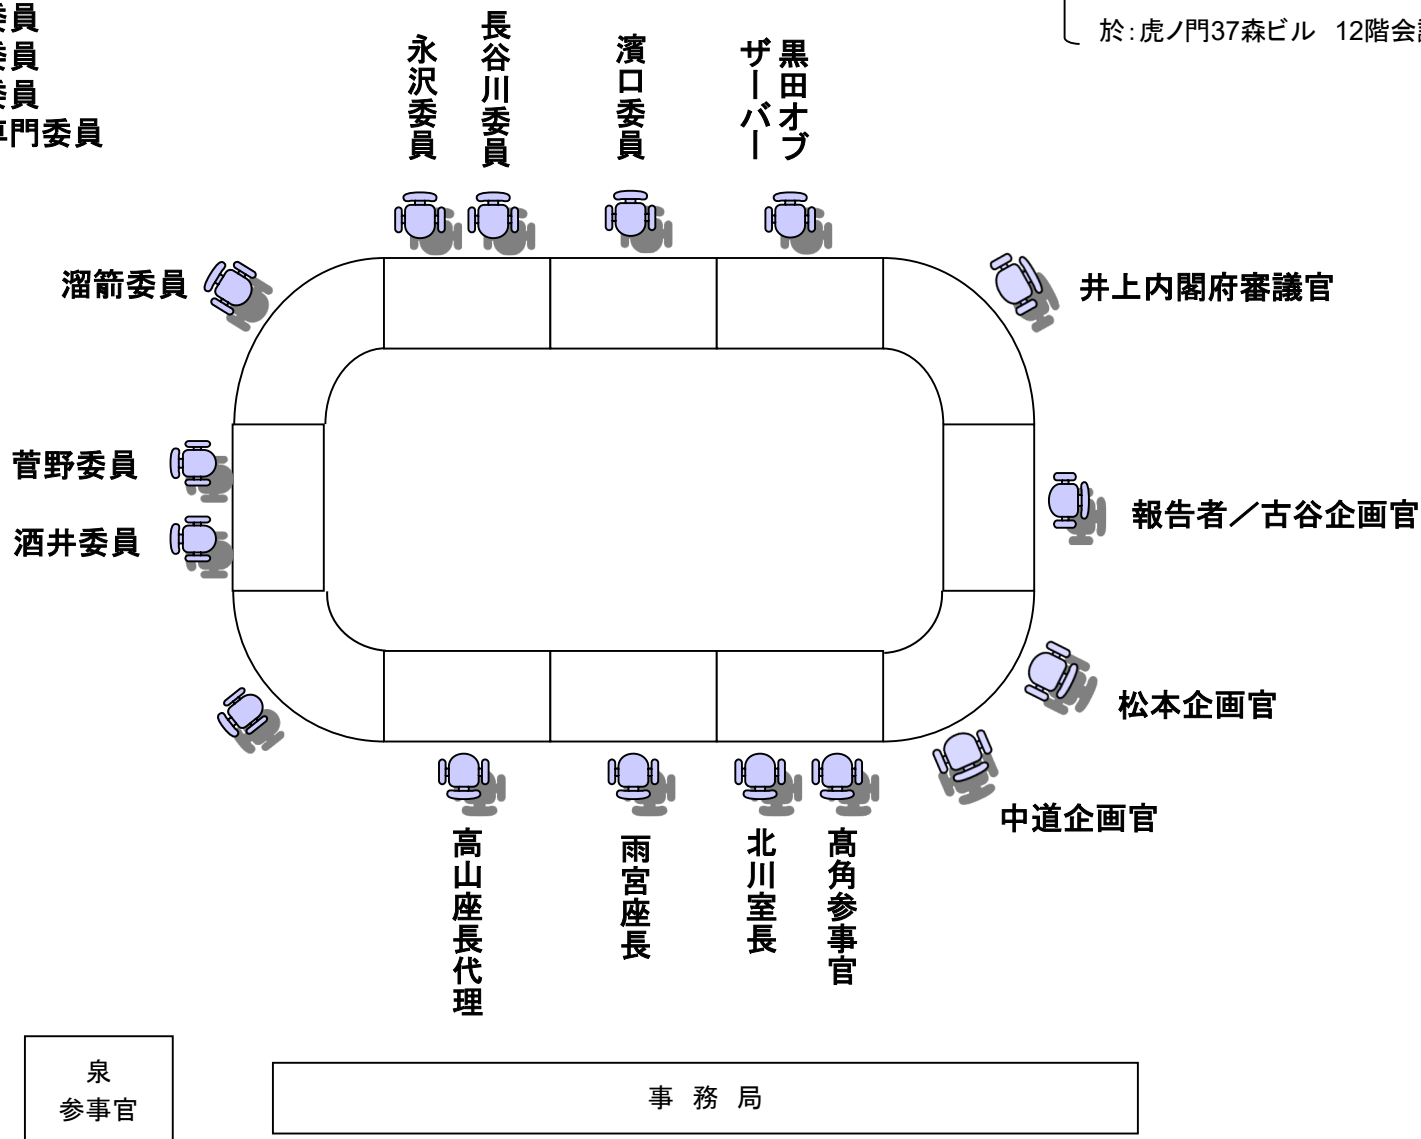 委員
委員
委員
専門委員
於：虎ノ門37森ビル　12階会
永沢委員
長谷川委員
濱口委員
黒田オブ
ザーバー
溜箭委員
井上内閣府審議官
菅野委員
報告者／古谷企画官
酒井委員
松本企画官
中道企画官
高山座長代理
雨宮座長
北川室長
髙角参事官
泉
参事官
事 務 局